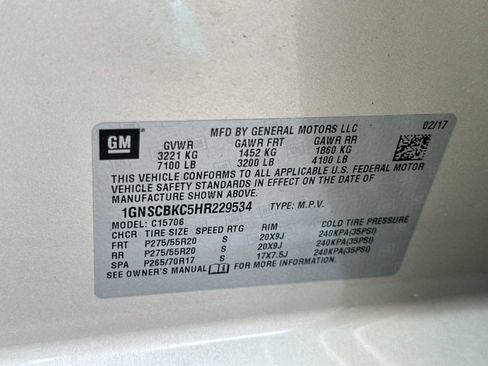 GM
MFD BY GENERAL MOTORS LLC 02/17
GVWR GAWR FRT GAWR RR
3221 KG 1452 KG 1860 KG
7100 LB 3200 LB 4100 LB
THIS VEHICLE CONFORMS TO ALL APPLICABLE U.S. FEDERAL MOTOR
VEHICLE SAFETY STANDARDS IN EFFECT ON THE DATE OF
MANUFACTURE SHOWN ABOVE.
1GNSCBKC5HR229534 TYPE: M.P.V.
MODEL: C15706
CHCR TIRE SIZE SPEED RTG RIM COLD TIRE PRESSURE
FRT P275/55R20 S 20X9J 240KPA(35PSI)
RR P275/55R20 S 20X9J 240KPA(35PSI)
SPA P265/70R17 S 17X7.5J 240KPA(35PSI)
SEE OWNER'S MANUAL FOR MORE INFORMATION